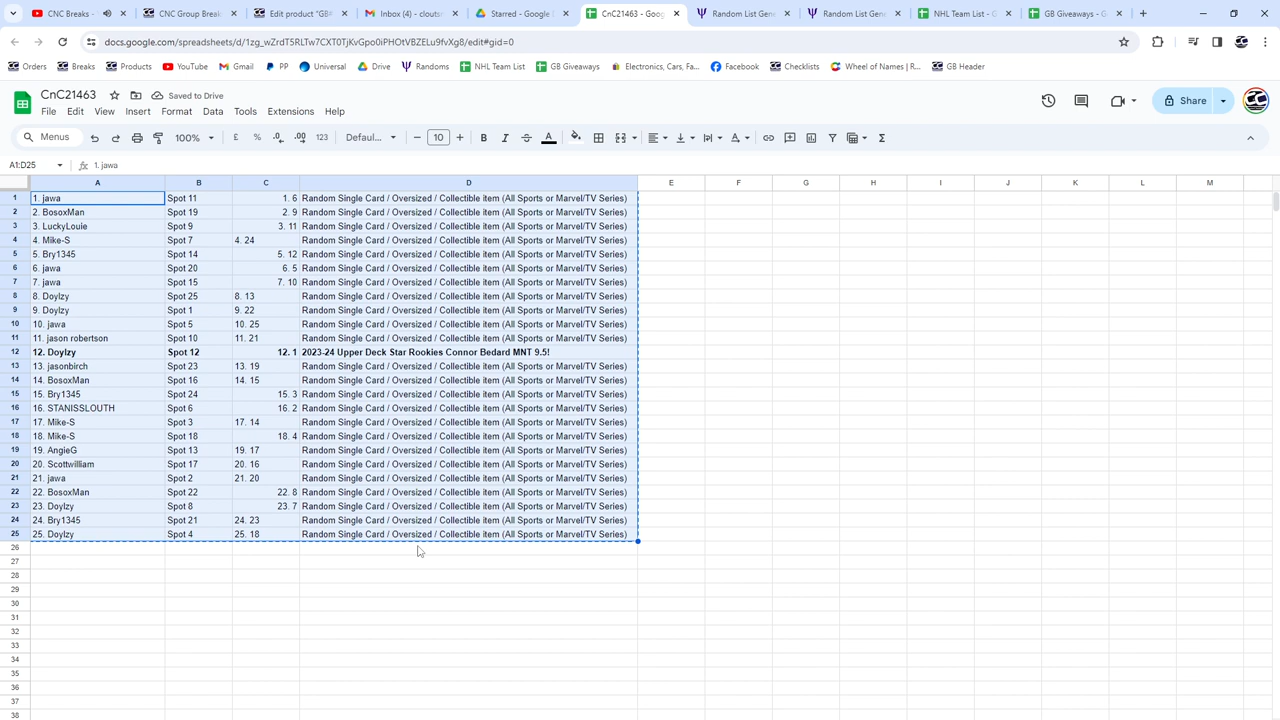 CNC Breaks -
CNC Group Break
Edit product "GB#
Inbox (4) - clouts
Strands - Google
CnC21463 - Goo
Random List Gene
Random List Rand
NHL Team List - G
GB Giveaways - G
docs.google.com/spreadsheets/d/1zg_wZrdT5RLTw7CXT0TjKvGpo0iPHOtVBZELuwAkXy8/edit#gid=0
Orders Breaks Products YouTube Gmail PP Universal Drive Randoms NHL Team List GB Giveaways Electronics, Cars, Fa... Facebook Checklists Wheel of Names | R... GB Header
CnC21463 Saved to Drive
File Edit View Insert Format Data Tools Extensions Help
Share
Menus 100% £ % .0 .00 123 Defaul... 10 B I A
A1:D25 1. jawa
A B C D E F G H I J K L M
1 1. jawa Spot 11 1. 6 Random Single Card / Oversized / Collectible item (All Sports or Marvel/TV Series)
2 2. BosoxMan Spot 19 2. 9 Random Single Card / Oversized / Collectible item (All Sports or Marvel/TV Series)
3 3. LuckyLouie Spot 9 3. 11 Random Single Card / Oversized / Collectible item (All Sports or Marvel/TV Series)
4 4. Mike-S Spot 7 4. 24 Random Single Card / Oversized / Collectible item (All Sports or Marvel/TV Series)
5 5. Bry1345 Spot 14 5. 12 Random Single Card / Oversized / Collectible item (All Sports or Marvel/TV Series)
6 6. jawa Spot 20 6. 5 Random Single Card / Oversized / Collectible item (All Sports or Marvel/TV Series)
7 7. jawa Spot 15 7. 10 Random Single Card / Oversized / Collectible item (All Sports or Marvel/TV Series)
8 8. Doylzy Spot 25 8. 13 Random Single Card / Oversized / Collectible item (All Sports or Marvel/TV Series)
9 9. Doylzy Spot 1 9. 22 Random Single Card / Oversized / Collectible item (All Sports or Marvel/TV Series)
10 10. jawa Spot 5 10. 25 Random Single Card / Oversized / Collectible item (All Sports or Marvel/TV Series)
11 11. jason robertson Spot 10 11. 21 Random Single Card / Oversized / Collectible item (All Sports or Marvel/TV Series)
12 12. Doylzy Spot 12 12. 1 2023-24 Upper Deck Star Rookies Connor Bedard MNT 9.5!
13 13. jasonbirch Spot 23 13. 19 Random Single Card / Oversized / Collectible item (All Sports or Marvel/TV Series)
14 14. BosoxMan Spot 16 14. 15 Random Single Card / Oversized / Collectible item (All Sports or Marvel/TV Series)
15 15. Bry1345 Spot 24 15. 3 Random Single Card / Oversized / Collectible item (All Sports or Marvel/TV Series)
16 16. STANISSLOUTH Spot 6 16. 2 Random Single Card / Oversized / Collectible item (All Sports or Marvel/TV Series)
17 17. Mike-S Spot 3 17. 14 Random Single Card / Oversized / Collectible item (All Sports or Marvel/TV Series)
18 18. Mike-S Spot 18 18. 4 Random Single Card / Oversized / Collectible item (All Sports or Marvel/TV Series)
19 19. AngieG Spot 13 19. 17 Random Single Card / Oversized / Collectible item (All Sports or Marvel/TV Series)
20 20. Scottwilliam Spot 17 20. 16 Random Single Card / Oversized / Collectible item (All Sports or Marvel/TV Series)
21 21. jawa Spot 2 21. 20 Random Single Card / Oversized / Collectible item (All Sports or Marvel/TV Series)
22 22. BosoxMan Spot 22 22. 8 Random Single Card / Oversized / Collectible item (All Sports or Marvel/TV Series)
23 23. Doylzy Spot 8 23. 7 Random Single Card / Oversized / Collectible item (All Sports or Marvel/TV Series)
24 24. Bry1345 Spot 21 24. 23 Random Single Card / Oversized / Collectible item (All Sports or Marvel/TV Series)
25 25. Doylzy Spot 4 25. 18 Random Single Card / Oversized / Collectible item (All Sports or Marvel/TV Series)
26
27
28
29
30
31
32
33
34
35
36
37
38